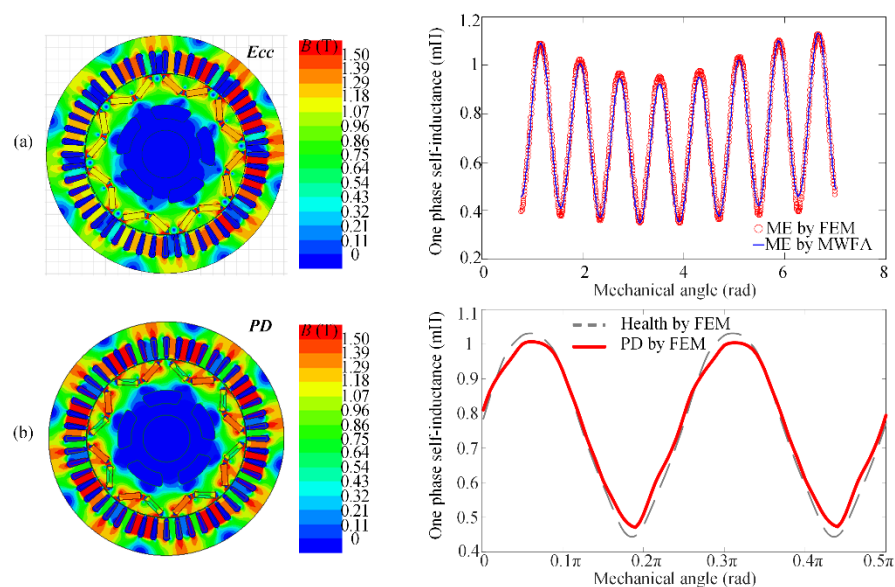 (a)
Ecc
B (T)
1.50
1.39
1.29
1.18
1.07
0.96
0.86
0.75
0.64
0.54
0.43
0.32
0.21
0.11
0
One phase self-inductance (mΠ)
1.2
1
0.8
0.6
0.4
0.2
0
2
4
6
8
Mechanical angle (rad)
ME by FEM
ME by MWFA
(b)
PD
B (T)
1.50
1.39
1.29
1.18
1.07
0.96
0.86
0.75
0.64
0.54
0.43
0.32
0.21
0.11
0
One phase self-inductance (mΠ)
1.1
1
0.9
0.8
0.7
0.6
0.5
0.4
0
0.1π
0.2π
0.3π
0.4π
0.5π
Mechanical angle (rad)
Health by FEM
PD by FEM